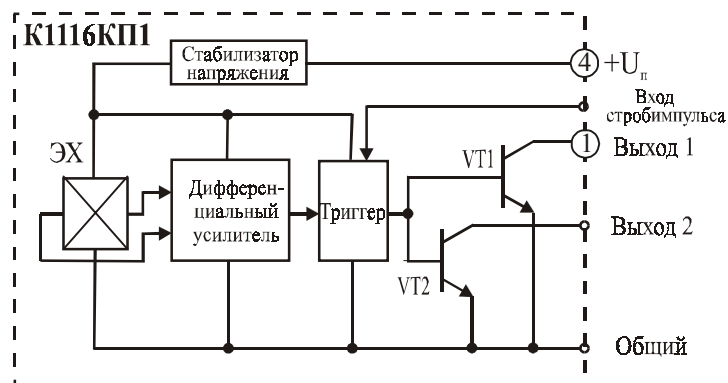 К1116КП1
Стабилизатор
напряжения
4
+Uп
Вход
стробимпульса
1
Выход 1
ЭХ
VT1
Дифферен-
циальный
усилитель
Триггер
Выход 2
VT2
Общий